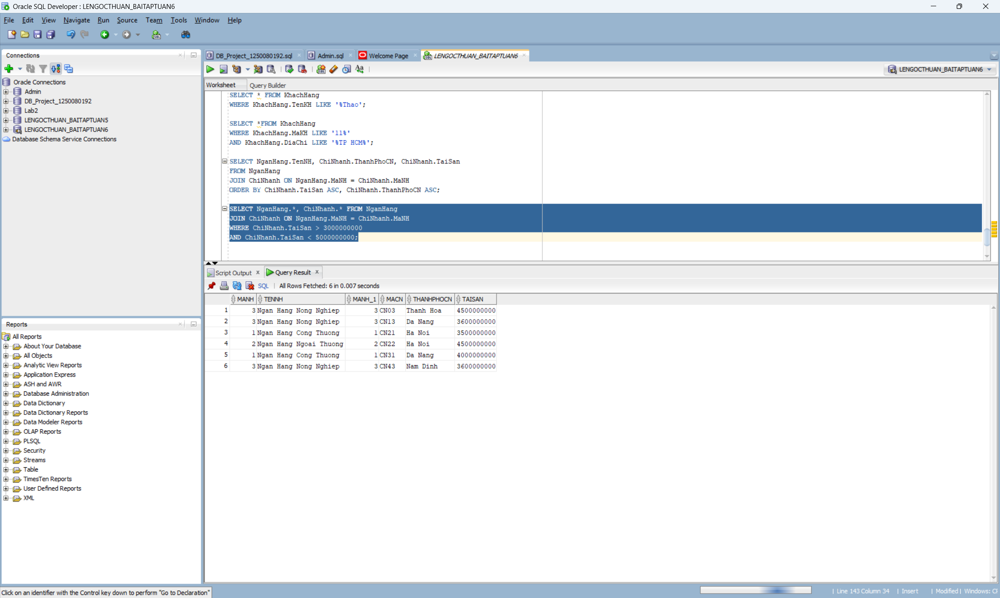 Oracle SQL Developer : LENGOCTHUAN_BAITAPTUAN6
File Edit View Navigate Run Source Team Tools Window Help
Connections
Oracle Connections
Admin
DB_Project_1250080192
Lab2
LENGOCTHUAN_BAITAPTUAN5
LENGOCTHUAN_BAITAPTUAN6
Database Schema Service Connections
Reports
All Reports
About Your Database
All Objects
Analytic View Reports
Application Express
ASH and AWR
Database Administration
Data Dictionary
Data Dictionary Reports
Data Modeler Reports
OLAP Reports
PLSQL
Security
Streams
Table
TimesTen Reports
User Defined Reports
XML
DB_Project_1250080192.sql Admin.sql Welcome Page LENGOCTHUAN_BAITAPTUAN6
LENGOCTHUAN_BAITAPTUAN6
Worksheet Query Builder
SELECT * FROM KhachHang
WHERE KhachHang.TenKH LIKE '%Thao';
SELECT *FROM KhachHang
WHERE KhachHang.MaKH LIKE '11%'
AND KhachHang.DiaChi LIKE '%TP HCM%';
SELECT NganHang.TenNH, ChiNhanh.ThanhPhoCN, ChiNhanh.TaiSan
FROM NganHang
JOIN ChiNhanh ON NganHang.MaNH = ChiNhanh.MaNH
ORDER BY ChiNhanh.TaiSan ASC, ChiNhanh.ThanhPhoCN ASC;
SELECT NganHang.*, ChiNhanh.* FROM NganHang
JOIN ChiNhanh ON NganHang.MaNH = ChiNhanh.MaNH
WHERE ChiNhanh.TaiSan > 3000000000
AND ChiNhanh.TaiSan < 5000000000;
Script Output x Query Result x
SQL | All Rows Fetched: 6 in 0.007 seconds
MANH TENNH MANH_1 MACN THANHPHOCN TAISAN
1 3 Ngan Hang Nong Nghiep 3 CN03 Thanh Hoa 4500000000
2 3 Ngan Hang Nong Nghiep 3 CN13 Da Nang 3600000000
3 1 Ngan Hang Cong Thuong 1 CN21 Ha Noi 3500000000
4 2 Ngan Hang Ngoai Thuong 2 CN22 Ha Noi 4500000000
5 1 Ngan Hang Cong Thuong 1 CN31 Da Nang 4000000000
6 3 Ngan Hang Nong Nghiep 3 CN43 Nam Dinh 3600000000
Click on an identifier with the Control key down to perform "Go to Declaration"
| Line 143 Column 34 | Insert | Modified | Windows: